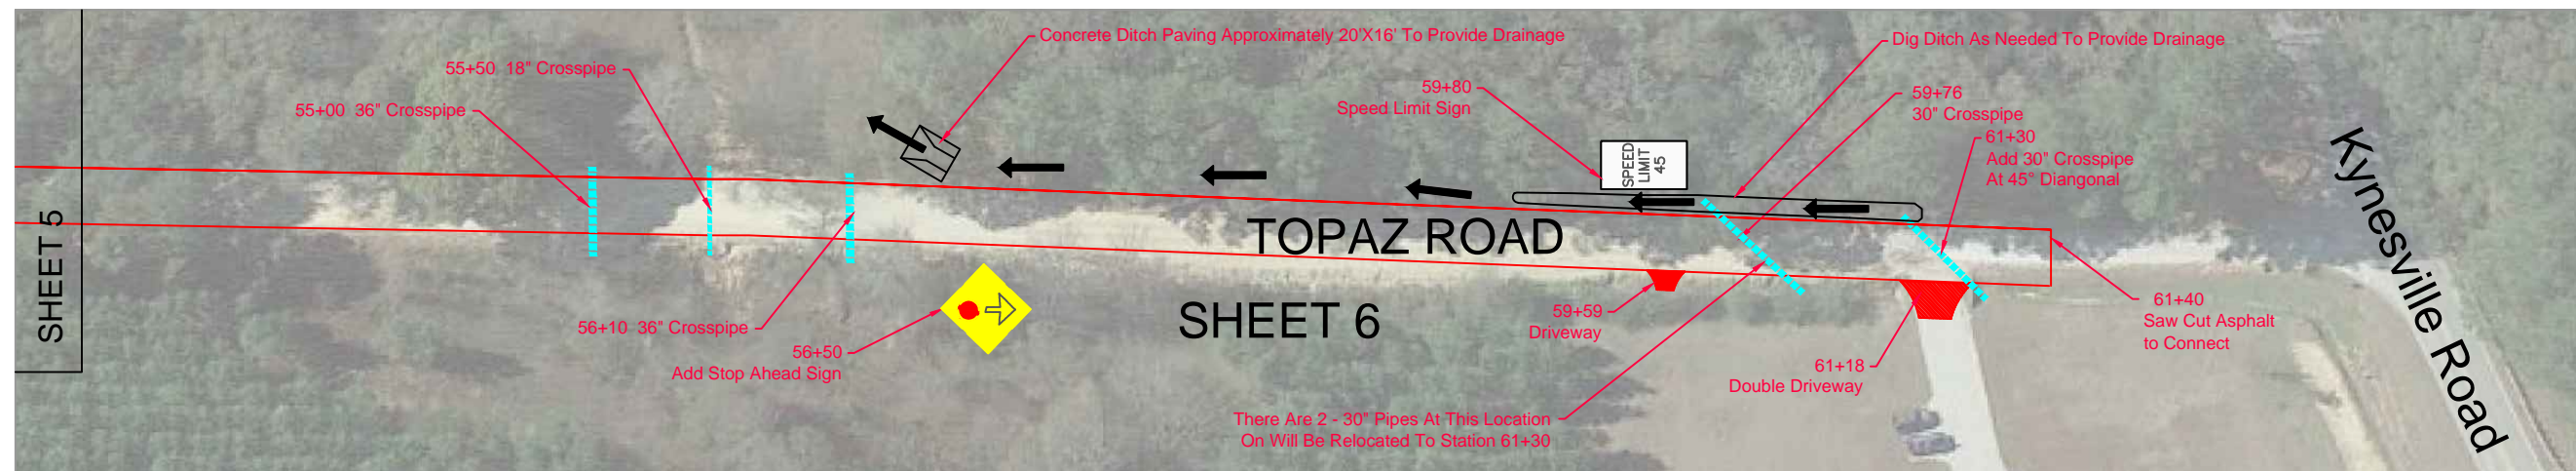 SHEET 5
55+00 36" Crosspipe
55+50 18" Crosspipe
Concrete Ditch Paving Approximately 20'X16' To Provide Drainage
56+10 36" Crosspipe
56+50
Add Stop Ahead Sign
TOPAZ ROAD
SHEET 6
59+80
Speed Limit Sign
SPEED
LIMIT
45
Dig Ditch As Needed To Provide Drainage
59+76
30" Crosspipe
61+30
Add 30" Crosspipe
At 45° Diangonal
59+59
Driveway
61+18
Double Driveway
There Are 2 - 30" Pipes At This Location
On Will Be Relocated To Station 61+30
61+40
Saw Cut Asphalt
to Connect
Kynesville Road